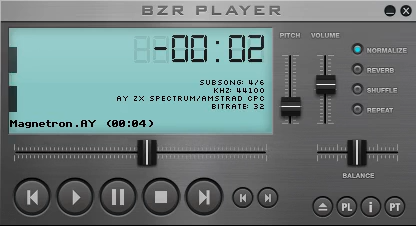 BZR PLAYER
-00:02
SUBSONG: 4/6
KHZ: 44100
AY ZX SPECTRUM/AMSTRAD CPC
BITRATE: 32
Magnetron.AY (00:04)
PITCH
VOLUME
NORMALIZE
REVERB
SHUFFLE
REPEAT
BALANCE
PL
i
PT